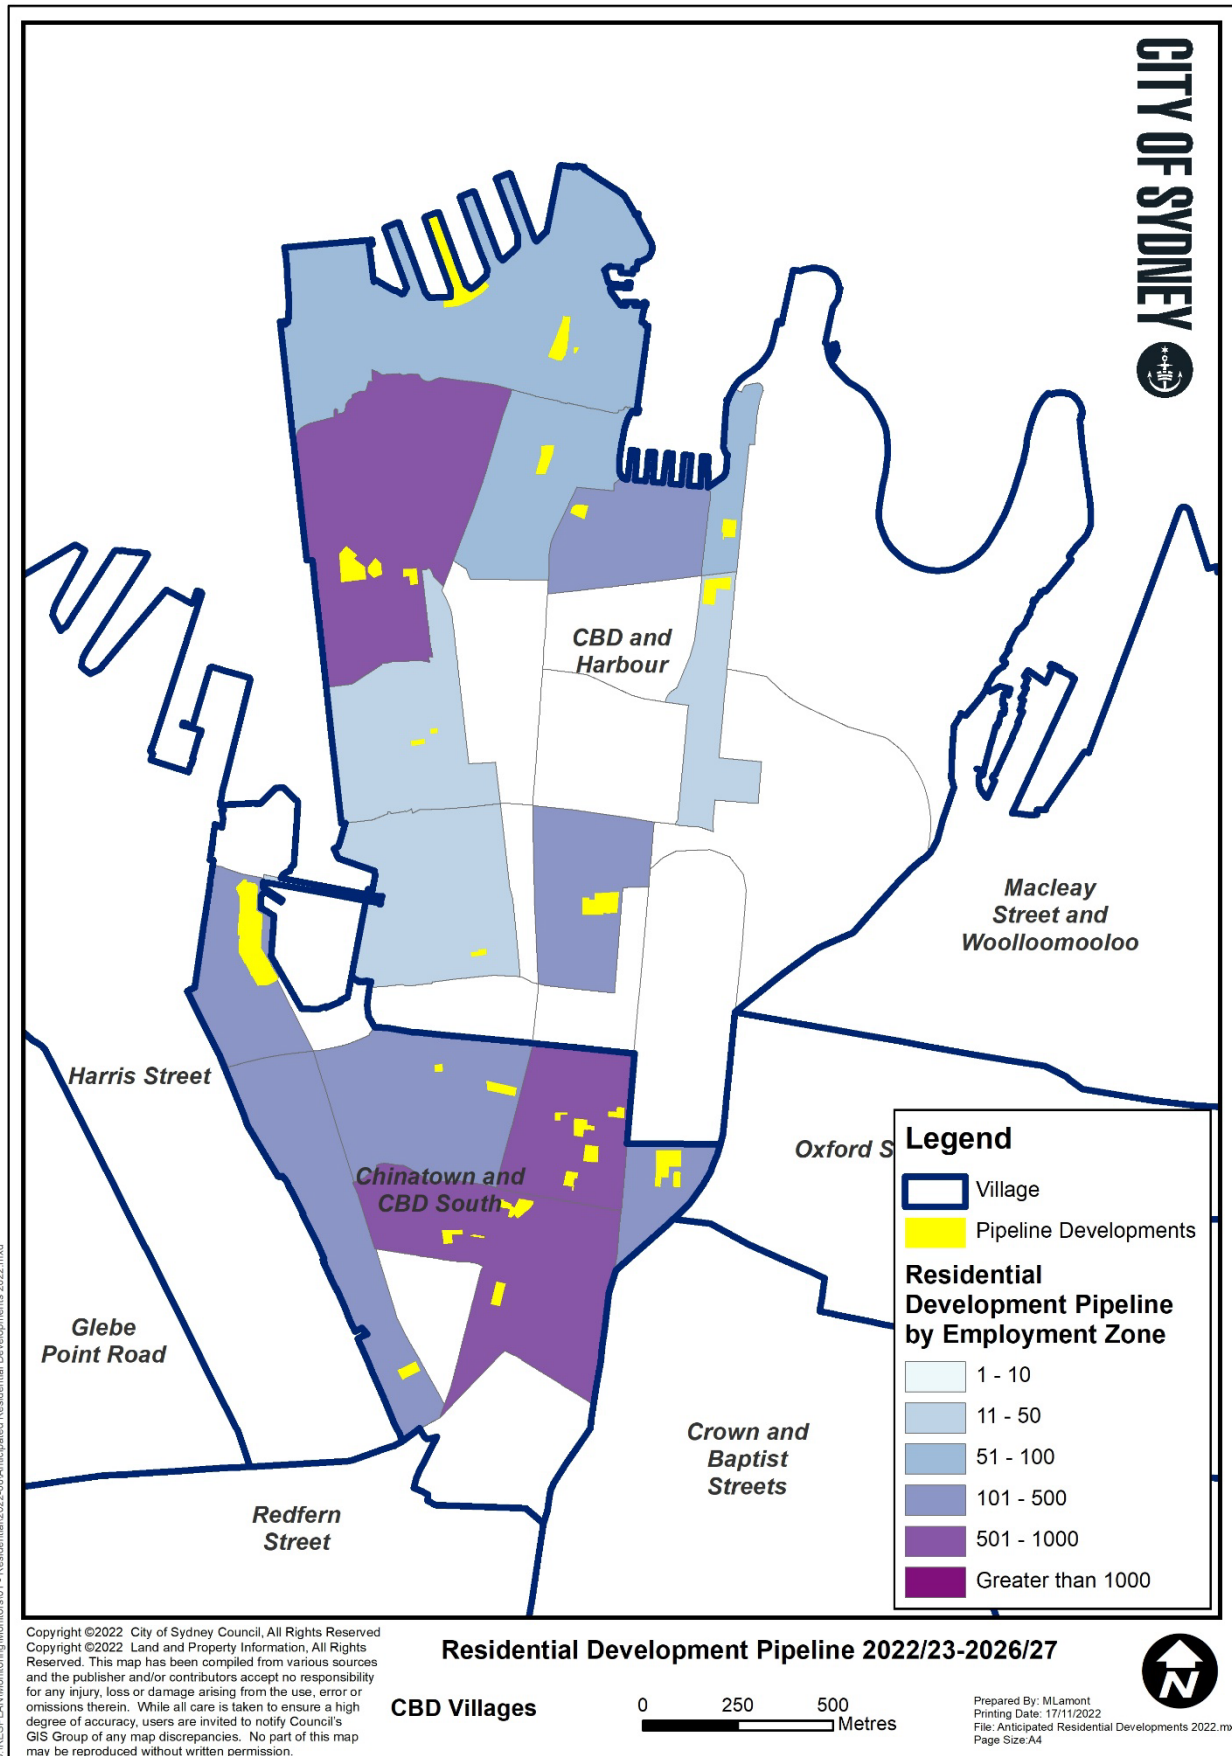 CITY OF SYDNEY
CBD and
Harbour
Macleay
Street and
Woolloomooloo
Harris Street
Oxford S
Chinatown and
CBD South
Glebe
Point Road
Crown and
Baptist
Streets
Redfern
Street
Legend
Village
Pipeline Developments
Residential
Development Pipeline
by Employment Zone
1 - 10
11 - 50
51 - 100
101 - 500
501 - 1000
Greater than 1000
Copyright ©2022 City of Sydney Council, All Rights Reserved
Copyright ©2022 Land and Property Information, All Rights
Reserved. This map has been compiled from various sources
and the publisher and/or contributors accept no responsibility
for any injury, loss or damage arising from the use, error or
omissions therein. While all care is taken to ensure a high
degree of accuracy, users are invited to notify Council's
GIS Group of any map discrepancies. No part of this map
may be reproduced without written permission.
Residential Development Pipeline 2022/23-2026/27
CBD Villages
0 250 500
Metres
N
Prepared By: MLamont
Printing Date: 17/11/2022
File: Anticipated Residential Developments 2022.mx
Page Size:A4